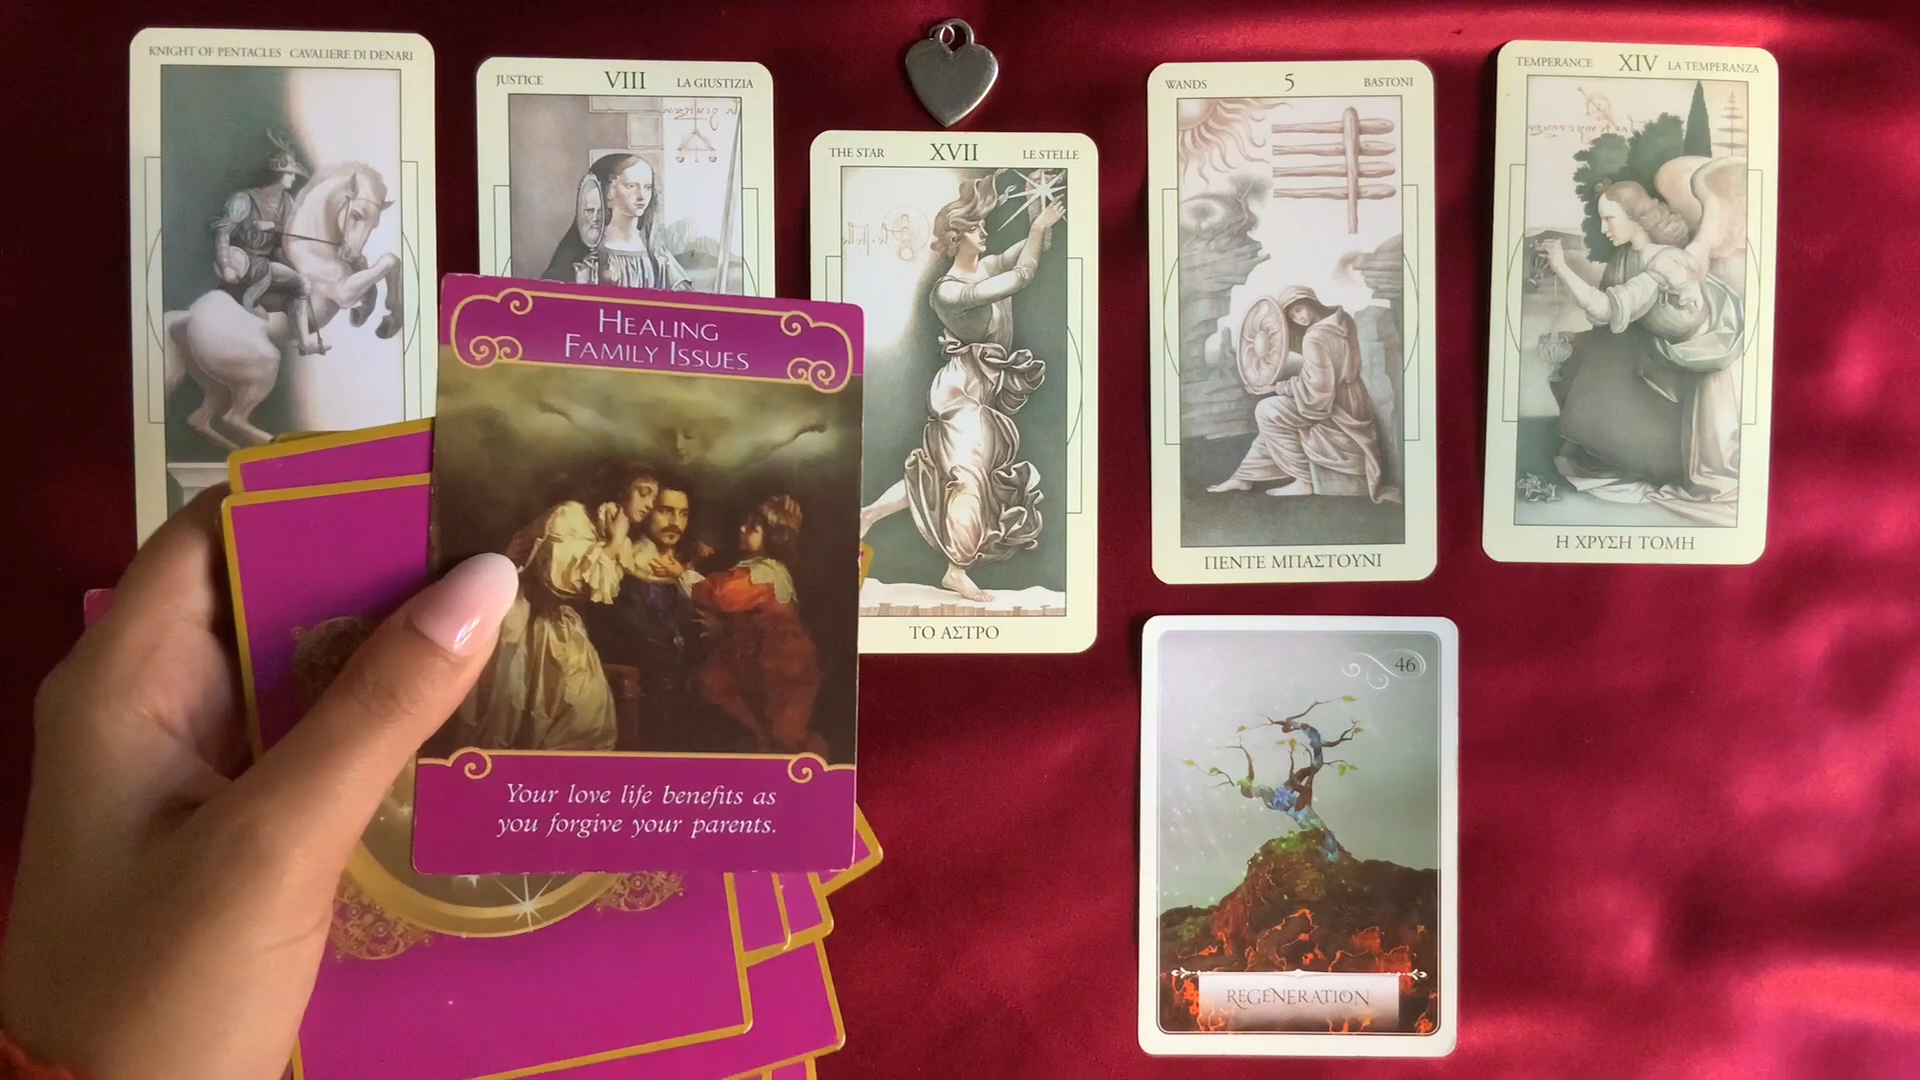 KNIGHT OF PENTACLES CAVALIERE DI DENARI
JUSTICE VIII LA GIUSTIZIA
THE STAR XVII LE STELLE
ΤΟ ΑΣΤΡΟ
WANDS 5 BASTONI
ΠΕΝΤΕ ΜΠΑΣΤΟΥΝΙ
TEMPERANCE XIV LA TEMPERANZA
Η ΧΡΥΣΗ ΤΟΜΗ
HEALING
FAMILY ISSUES
Your love life benefits as
you forgive your parents.
46
REGENERATION